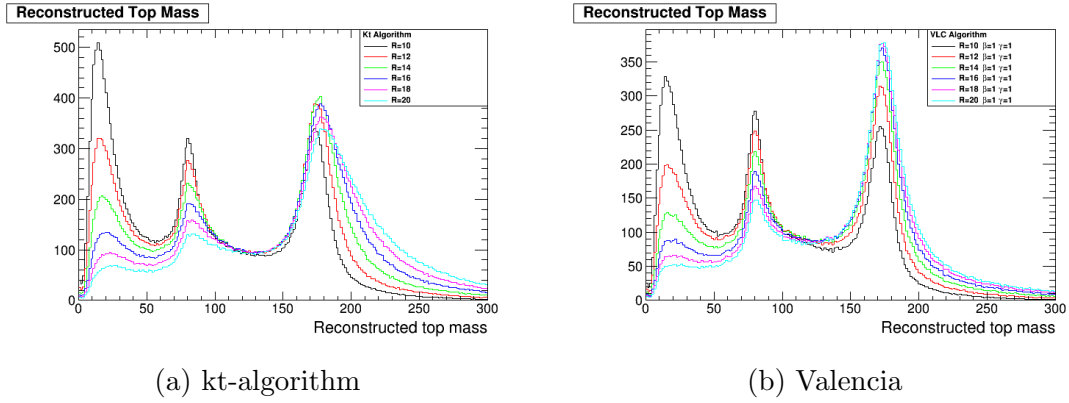 Reconstructed Top Mass
Kt Algorithm
R=10
R=12
R=14
R=16
R=18
R=20
500
400
300
200
100
0
0 50 100 150 200 250 300
Reconstructed top mass
(a) kt-algorithm
Reconstructed Top Mass
VLC Algorithm
R=10 β=1 γ=1
R=12 β=1 γ=1
R=14 β=1 γ=1
R=16 β=1 γ=1
R=18 β=1 γ=1
R=20 β=1 γ=1
350
300
250
200
150
100
50
0
0 50 100 150 200 250 300
Reconstructed top mass
(b) Valencia